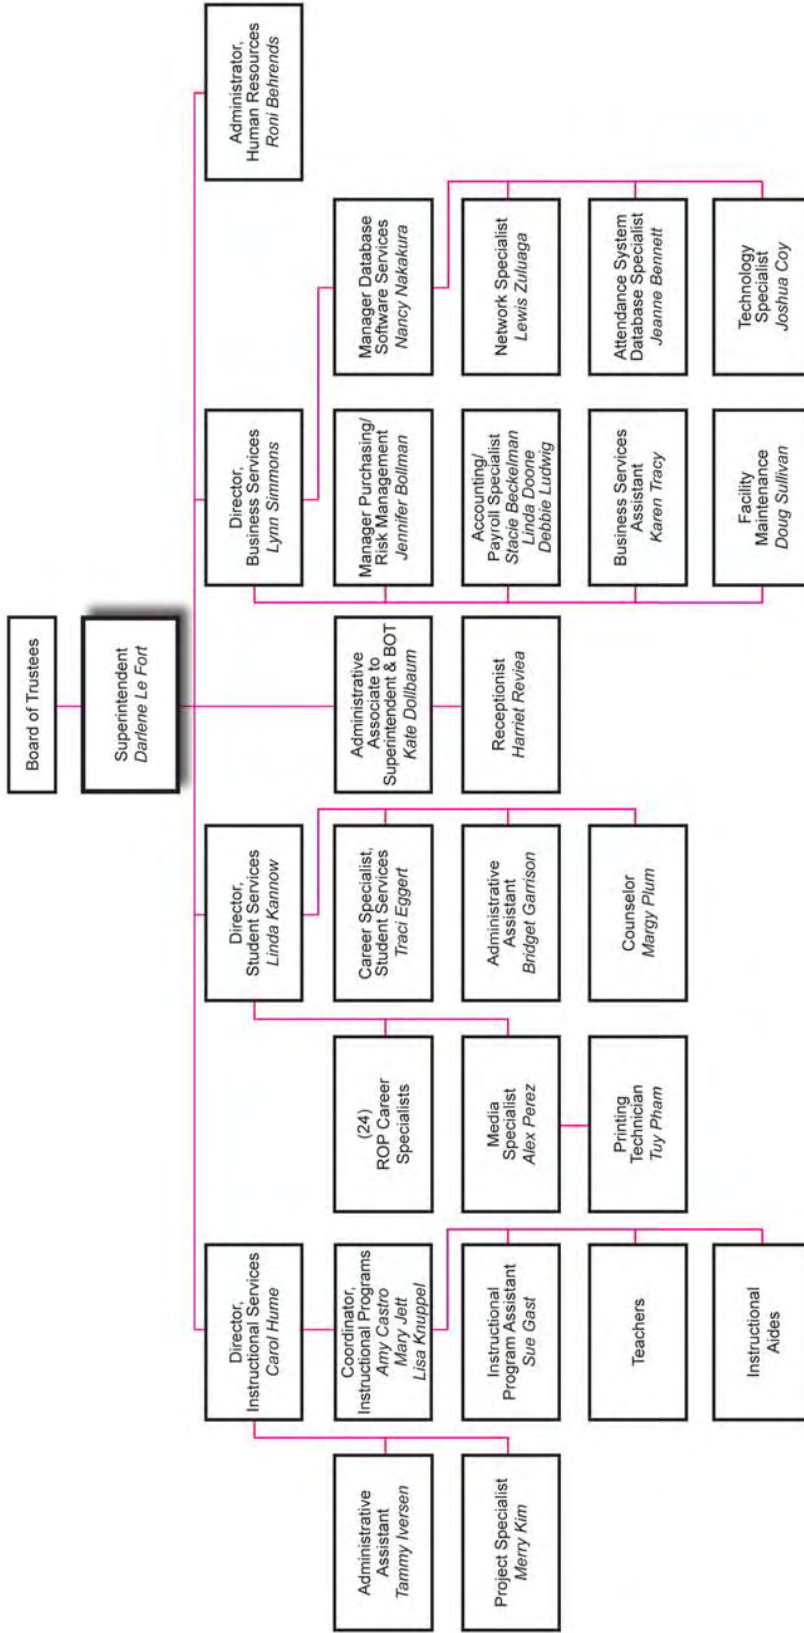 Board of Trustees
Superintendent
Darlene Le Fort
Director,
Instructional Services
Carol Hume
Director,
Student Services
Linda Kannow
Director,
Business Services
Lynn Simmons
Administrator,
Human Resources
Roni Behrends
Administrative
Assistant
Tammy Iversen
Coordinator,
Instructional Programs
Amy Castro
Mary Jett
Lisa Knuppel
(24)
ROP Career
Specialists
Career Specialist,
Student Services
Traci Eggert
Administrative
Associate to
Superintendent & BOT
Kate Dollbaum
Manager Purchasing/
Risk Management
Jennifer Bollman
Manager Database
Software Services
Nancy Nakakura
Project Specialist
Merry Kim
Instructional
Program Assistant
Sue Gast
Media
Specialist
Alex Perez
Administrative
Assistant
Bridget Garrison
Receptionist
Harriet Reviea
Accounting/
Payroll Specialist
Stacie Beckelman
Linda Doone
Debbie Ludwig
Network Specialist
Lewis Zuluaga
Teachers
Printing
Technician
Tuy Pham
Counselor
Margy Plum
Business Services
Assistant
Karen Tracy
Attendance System
Database Specialist
Jeanne Bennett
Instructional
Aides
Facility
Maintenance
Doug Sullivan
Technology
Specialist
Joshua Coy